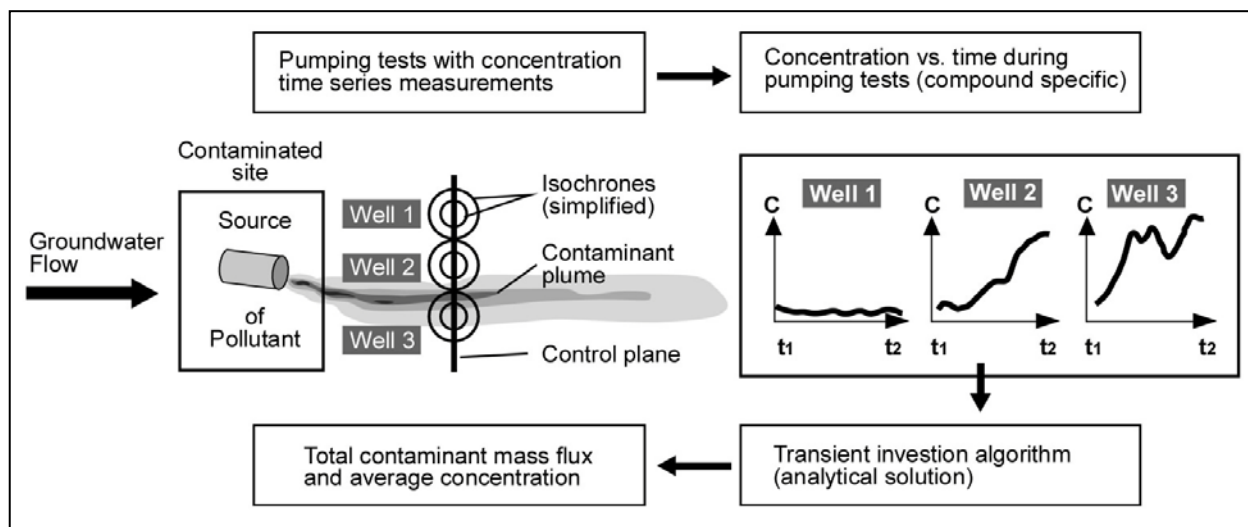 Pumping tests with concentration
time series measurements
Concentration vs. time during
pumping tests (compound specific)
Contaminated
site
Source
of
Pollutant
Groundwater
Flow
Well 1
Well 2
Well 3
Isochrones
(simplified)
Contaminant
plume
Control plane
Well 1
C
t1
t2
Well 2
C
t1
t2
Well 3
C
t1
t2
Transient investion algorithm
(analytical solution)
Total contaminant mass flux
and average concentration